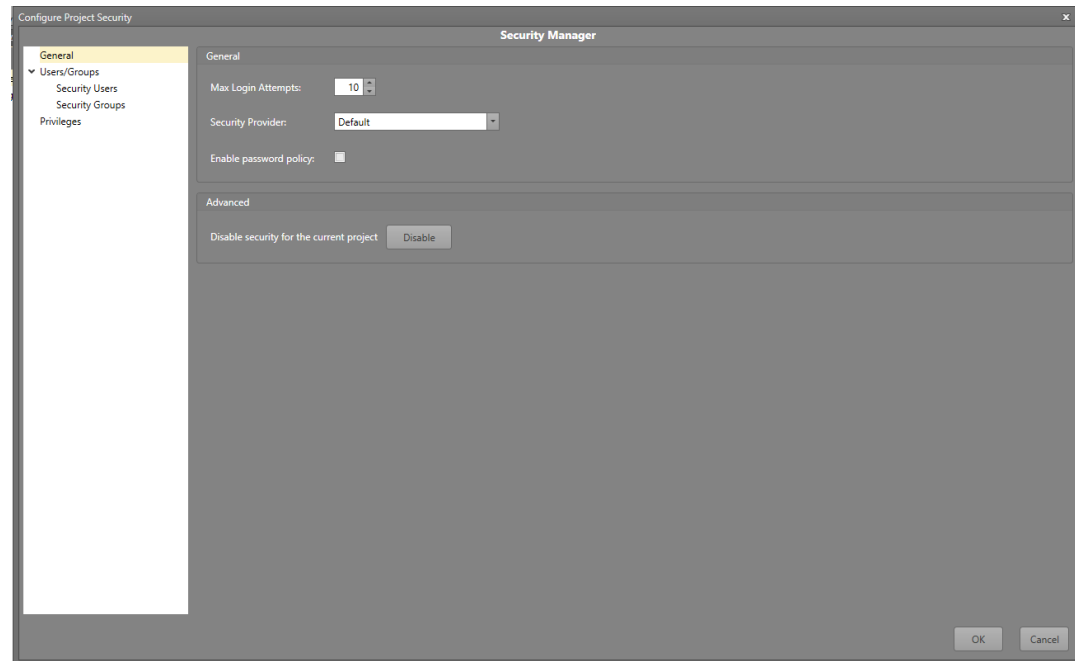 Configure Project Security
Security Manager
General
Users/Groups
Security Users
Security Groups
Privileges
General
Max Login Attempts: 10
Security Provider: Default
Enable password policy:
Advanced
Disable security for the current project Disable
OK Cancel